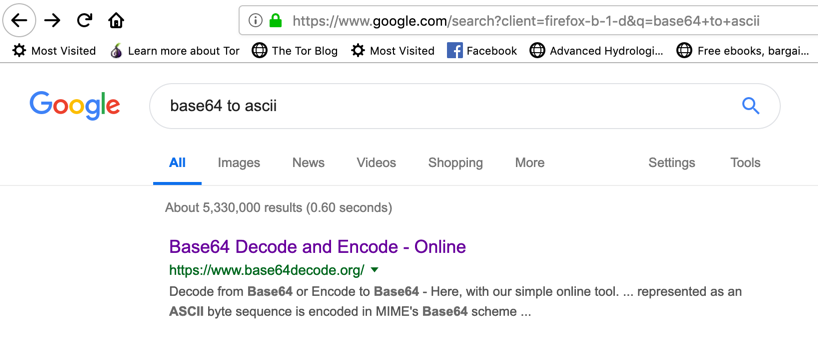 https://www.google.com/search?client=firefox-b-1-d&q=base64+to+ascii
Most Visited Learn more about Tor The Tor Blog Most Visited Facebook Advanced Hydrologi... Free ebooks, bargai...
Google base64 to ascii
All Images News Videos Shopping More Settings Tools
About 5,330,000 results (0.60 seconds)
Base64 Decode and Encode - Online
https://www.base64decode.org/
Decode from Base64 or Encode to Base64 - Here, with our simple online tool. ... represented as an
ASCII byte sequence is encoded in MIME's Base64 scheme ...